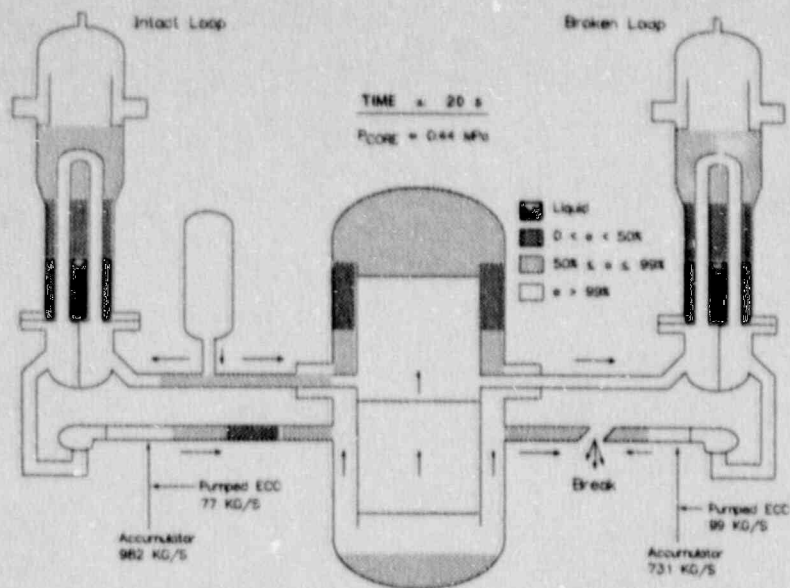 Intact Loop
Broken Loop
TIME = 20 s
PCORE = 0.44 MPa
Liquid
0 < α < 50%
50% ≤ α ≤ 99%
α > 99%
Pumped ECC
77 KG/S
Accumulator
982 KG/S
Break
Pumped ECC
99 KG/S
Accumulator
731 KG/S